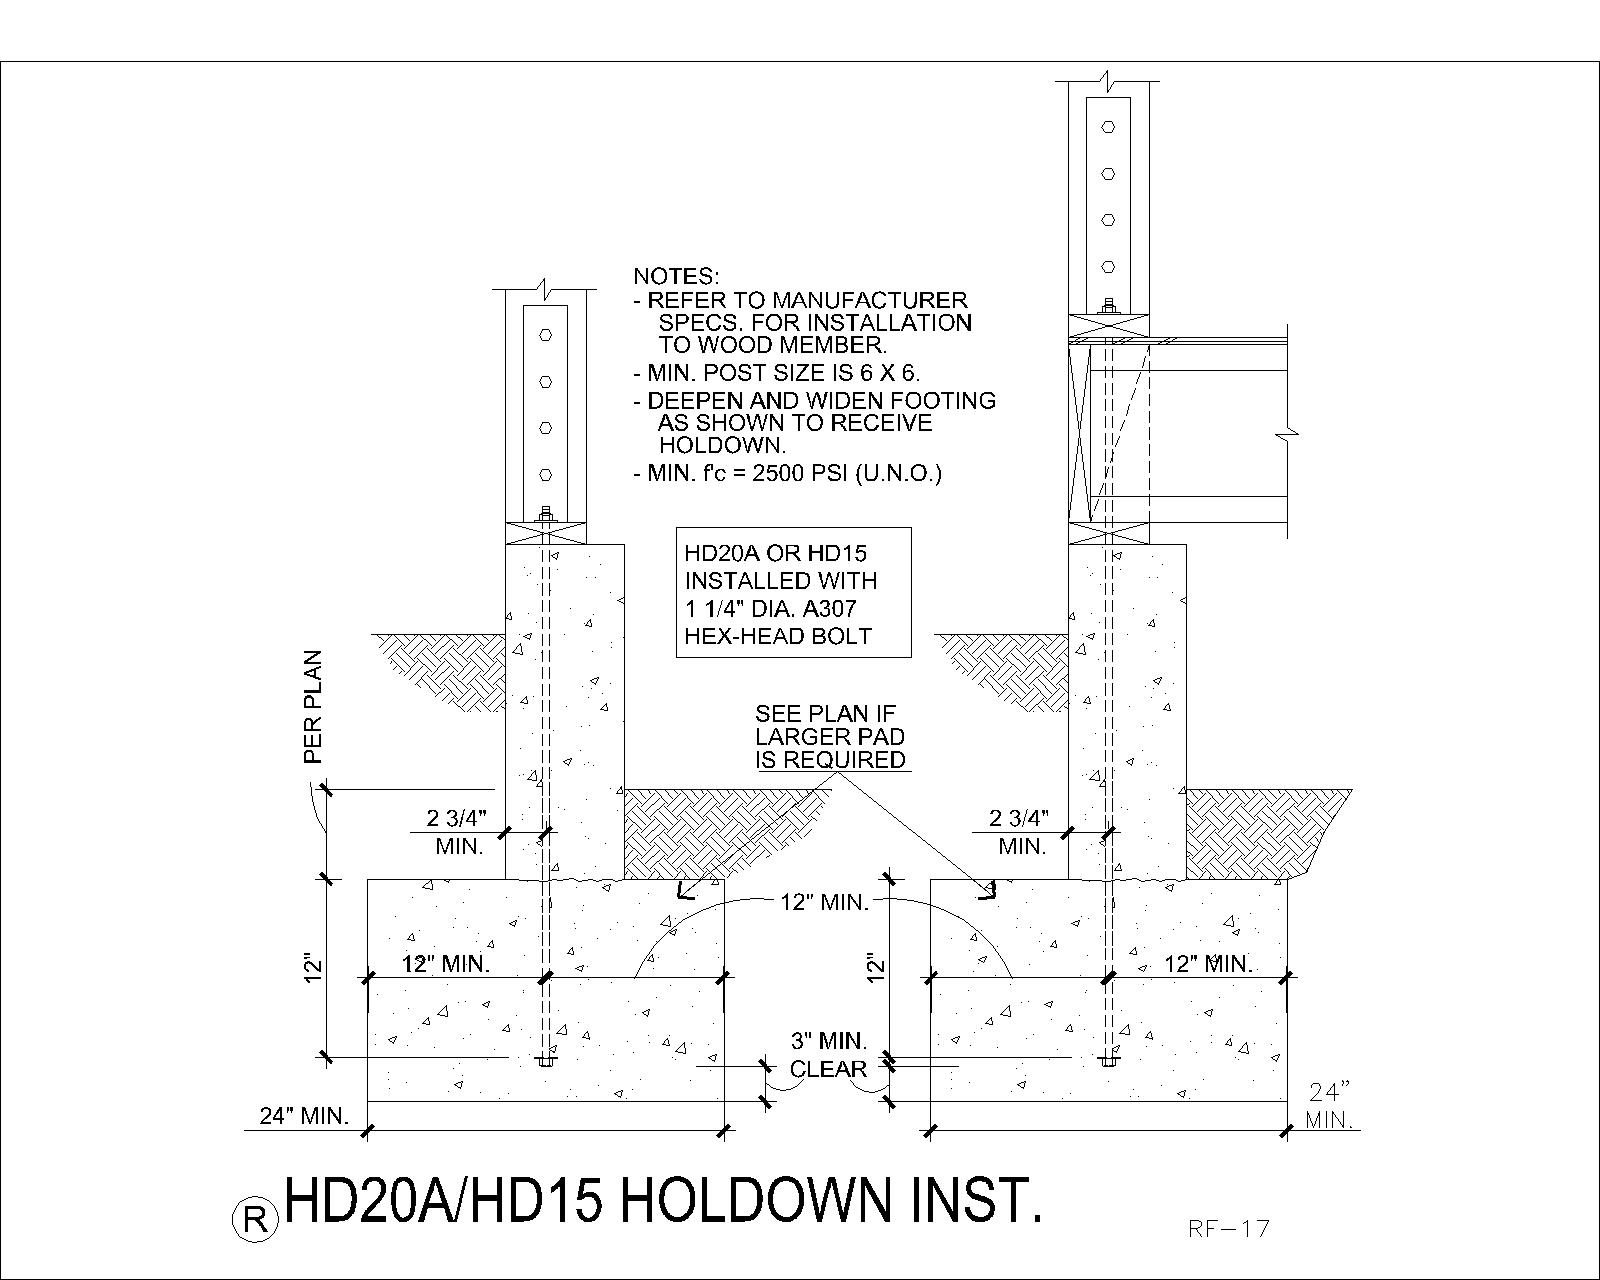 NOTES:
- REFER TO MANUFACTURER
SPECS. FOR INSTALLATION
TO WOOD MEMBER.
- MIN. POST SIZE IS 6 X 6.
- DEEPEN AND WIDEN FOOTING
AS SHOWN TO RECEIVE
HOLDOWN.
- MIN. f'c = 2500 PSI (U.N.O.)
HD20A OR HD15
INSTALLED WITH
1 1/4" DIA. A307
HEX-HEAD BOLT
PER PLAN
SEE PLAN IF
LARGER PAD
IS REQUIRED
2 3/4"
MIN.
2 3/4"
MIN.
12" MIN.
12"
12" MIN.
12"
12" MIN.
3" MIN.
CLEAR
24" MIN.
24”
MIN.
R HD20A/HD15 HOLDOWN INST.
RF-17